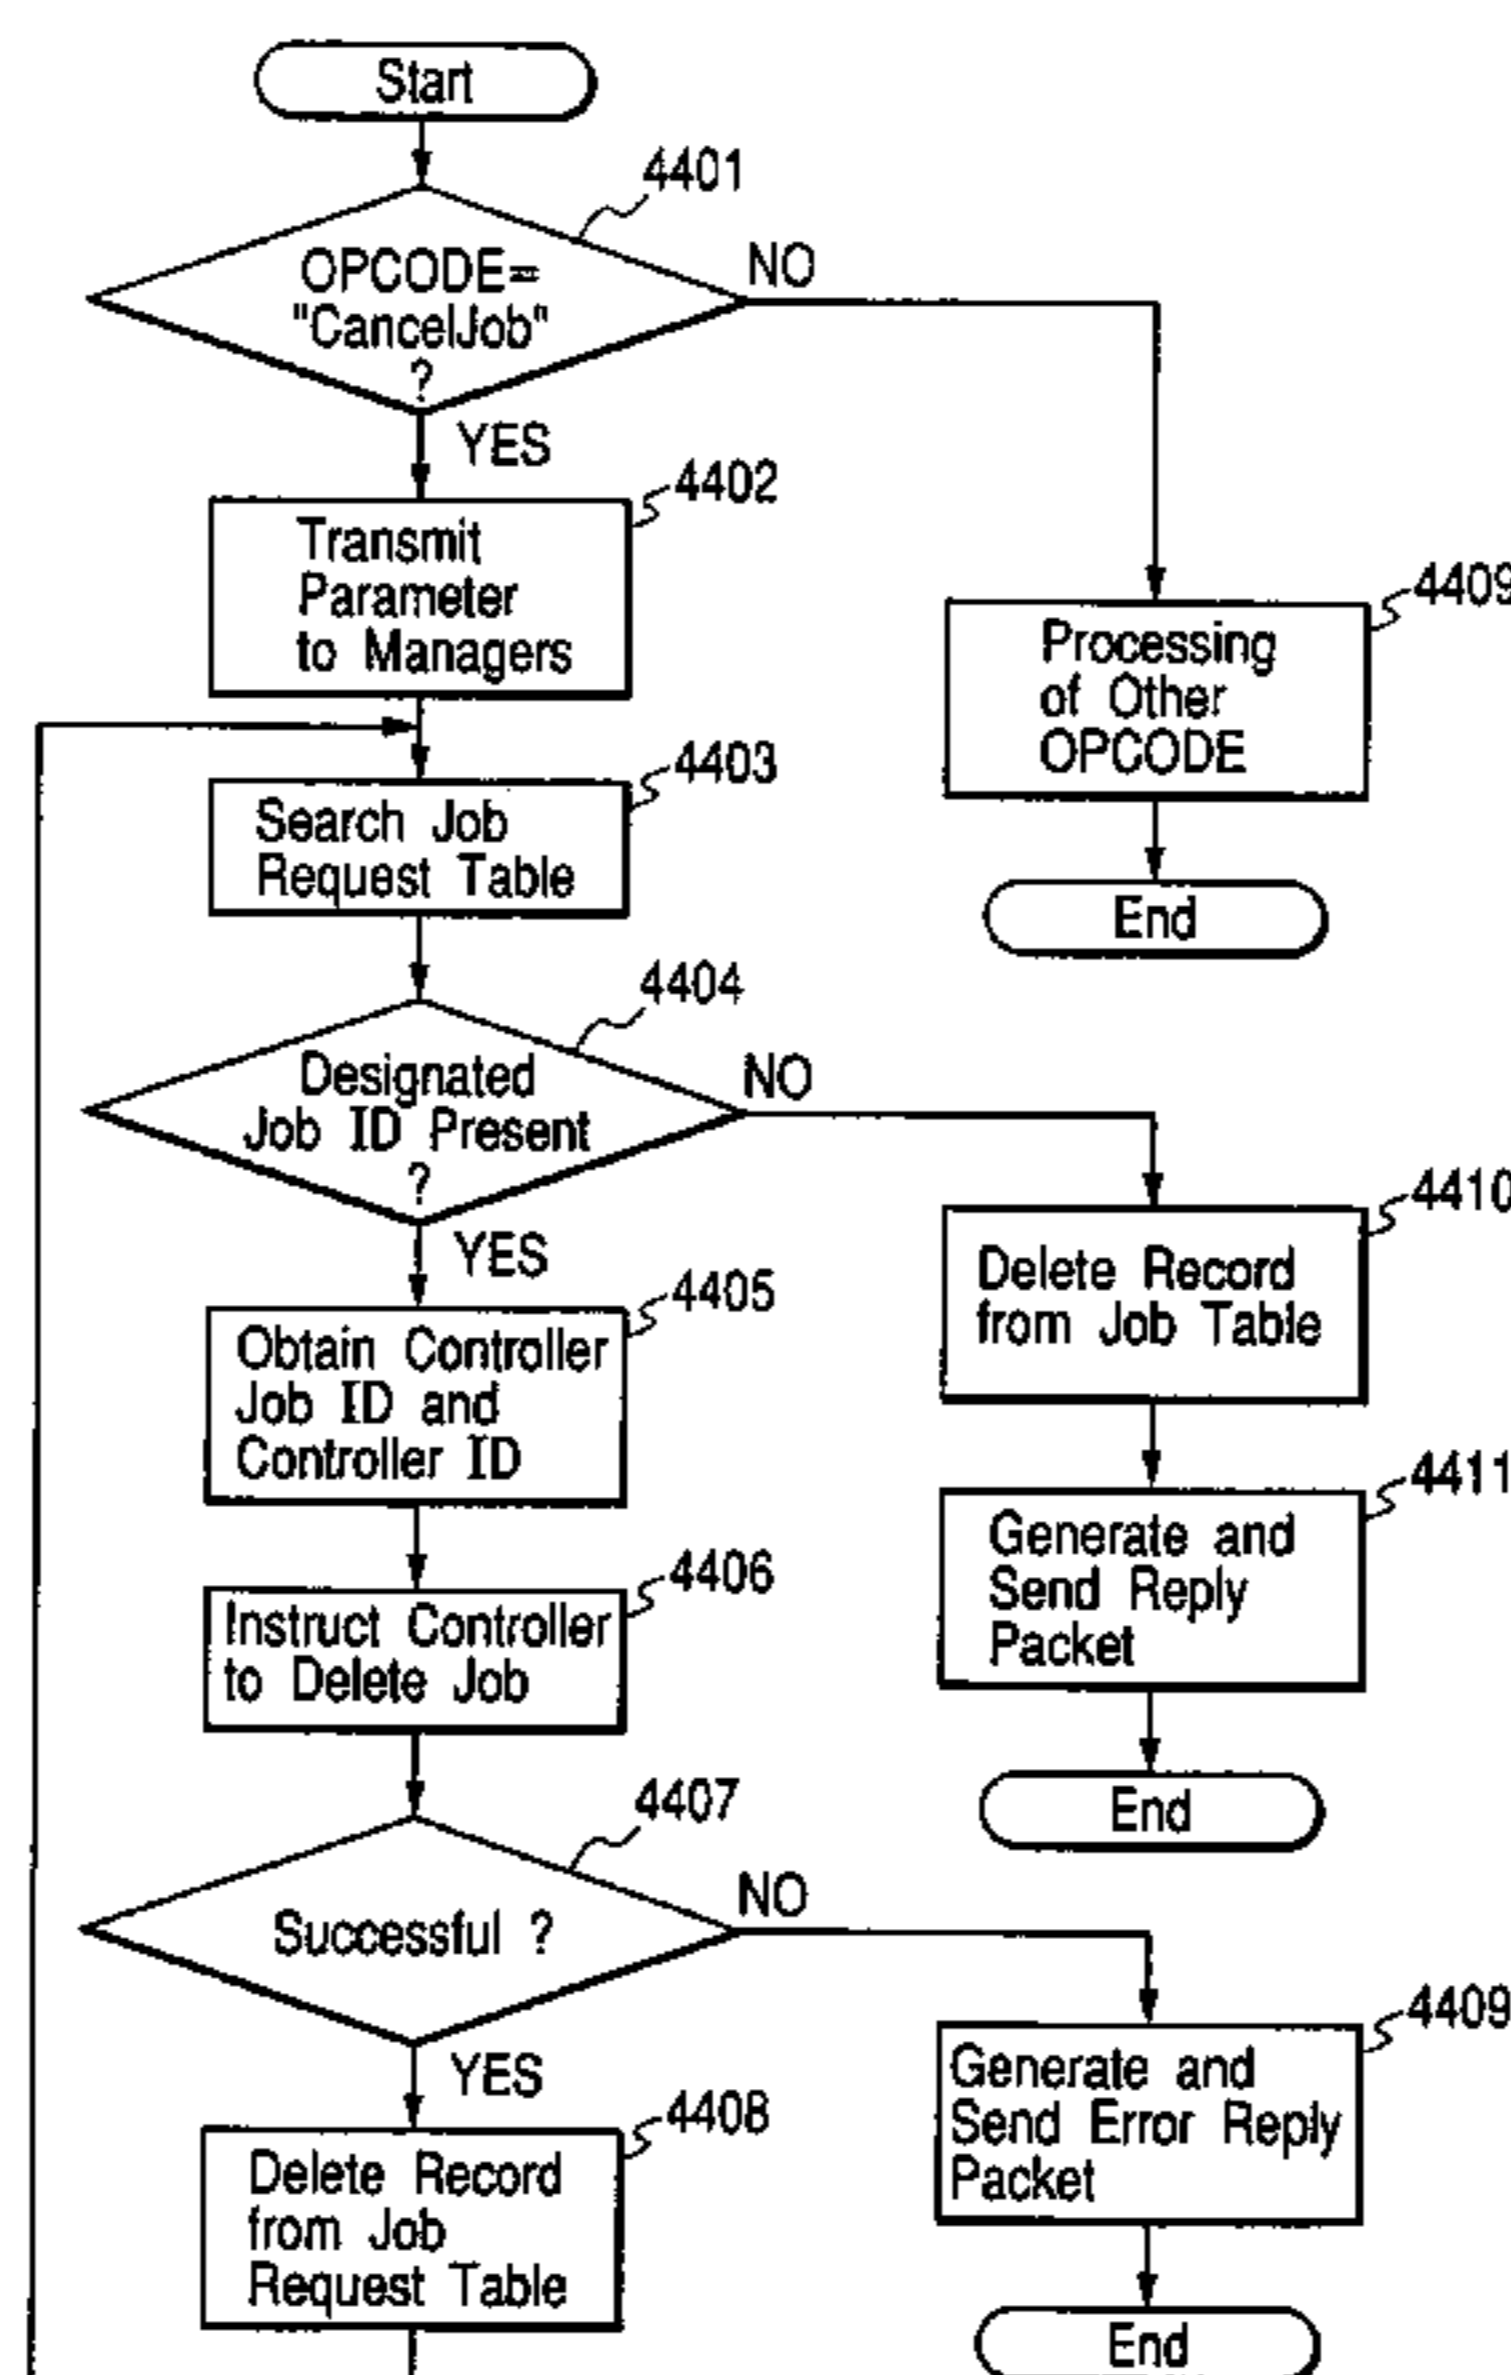 Start
4401
OPCODE=
"CancelJob"
?
NO
YES
4402
Transmit
Parameter
to Managers
4409
Processing
of Other
OPCODE
End
4403
Search Job
Request Table
4404
Designated
Job ID Present
?
NO
YES
4410
Delete Record
from Job Table
4405
Obtain Controller
Job ID and
Controller ID
4411
Generate and
Send Reply
Packet
End
4406
Instruct Controller
to Delete Job
4407
Successful ?
NO
YES
4409
Generate and
Send Error Reply
Packet
End
4408
Delete Record
from Job
Request Table